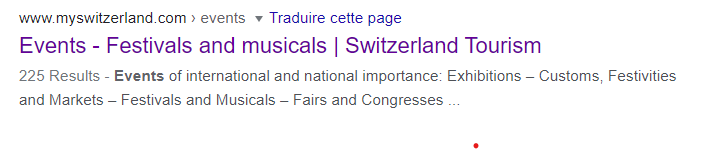 www.myswitzerland.com › events ▼ Traduire cette page
Events - Festivals and musicals | Switzerland Tourism
225 Results - Events of international and national importance: Exhibitions – Customs, Festivities
and Markets – Festivals and Musicals – Fairs and Congresses ...